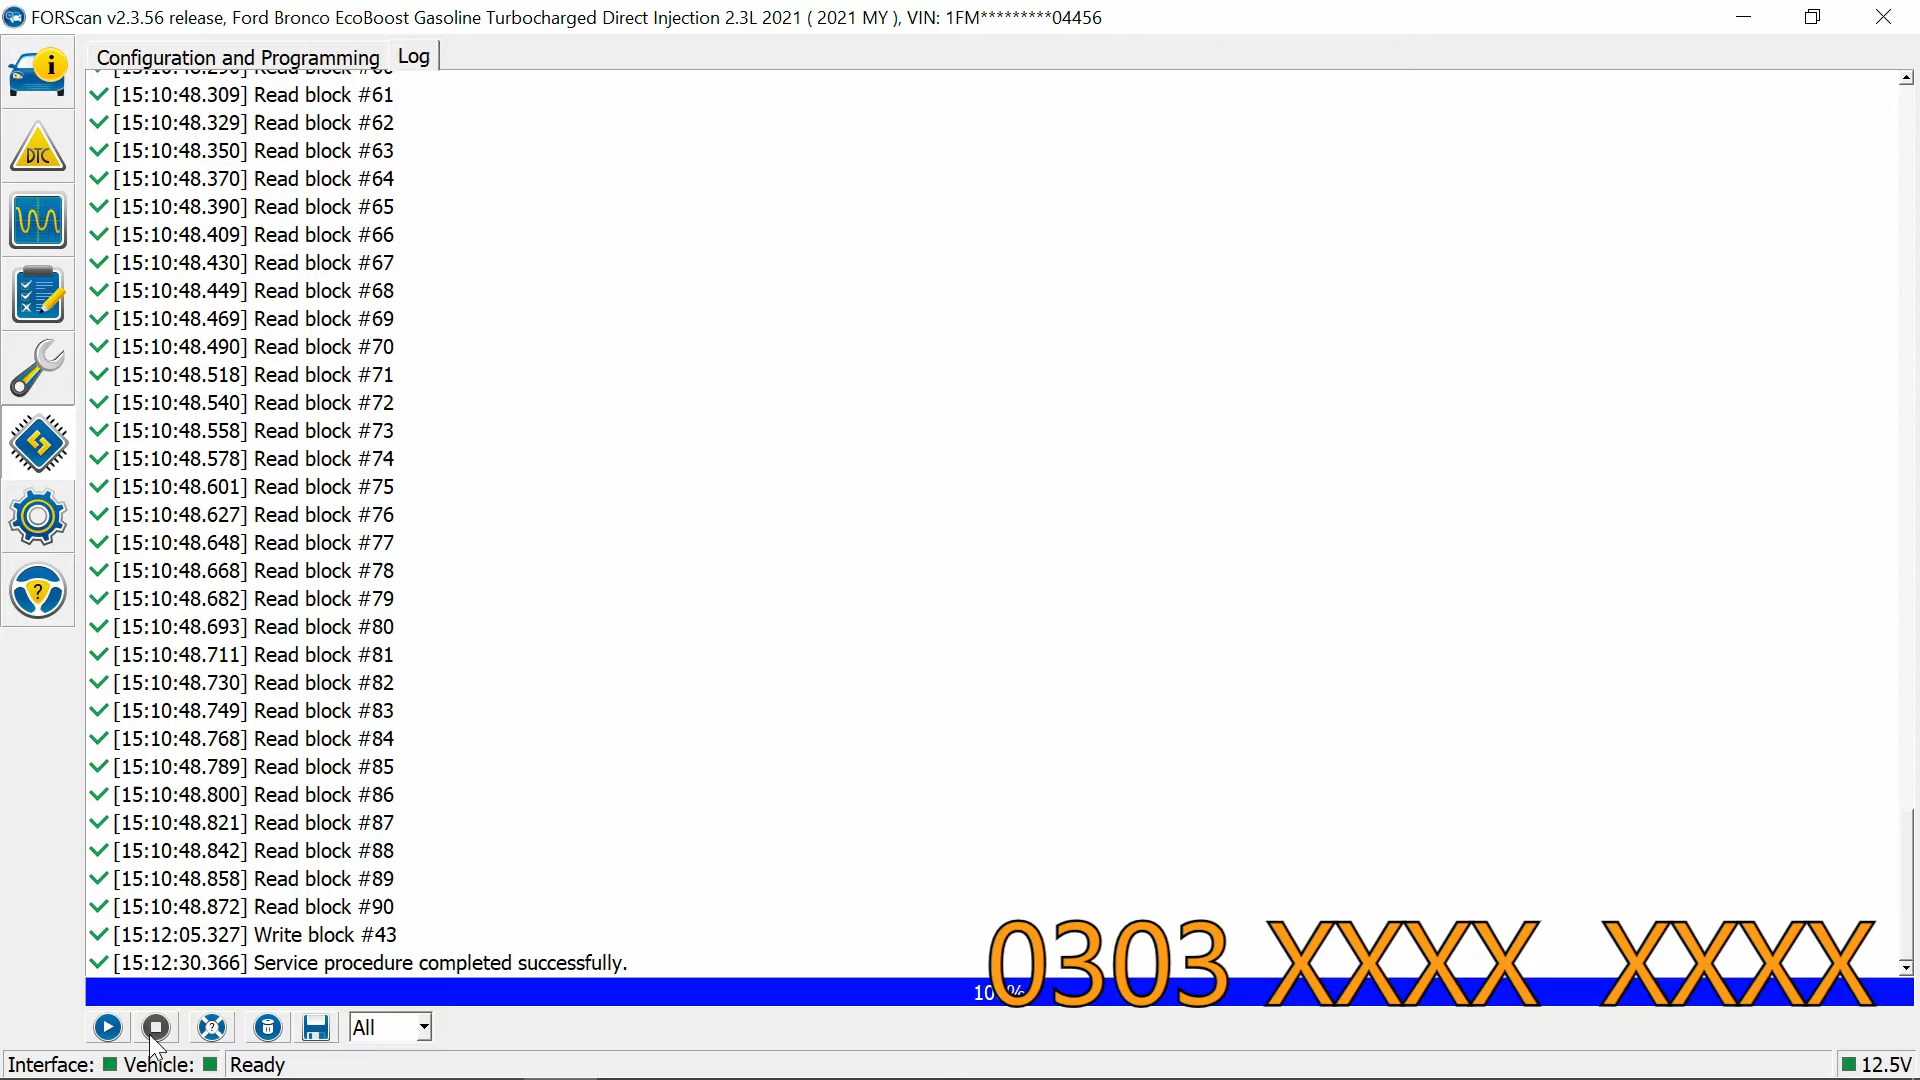 FORScan v2.3.56 release, Ford Bronco EcoBoost Gasoline Turbocharged Direct Injection 2.3L 2021 ( 2021 MY ), VIN: 1FM*********04456
Configuration and Programming
Log
[15:10:48.309] Read block #61
[15:10:48.329] Read block #62
[15:10:48.350] Read block #63
[15:10:48.370] Read block #64
[15:10:48.390] Read block #65
[15:10:48.409] Read block #66
[15:10:48.430] Read block #67
[15:10:48.449] Read block #68
[15:10:48.469] Read block #69
[15:10:48.490] Read block #70
[15:10:48.518] Read block #71
[15:10:48.540] Read block #72
[15:10:48.558] Read block #73
[15:10:48.578] Read block #74
[15:10:48.601] Read block #75
[15:10:48.627] Read block #76
[15:10:48.648] Read block #77
[15:10:48.668] Read block #78
[15:10:48.682] Read block #79
[15:10:48.693] Read block #80
[15:10:48.711] Read block #81
[15:10:48.730] Read block #82
[15:10:48.749] Read block #83
[15:10:48.768] Read block #84
[15:10:48.789] Read block #85
[15:10:48.800] Read block #86
[15:10:48.821] Read block #87
[15:10:48.842] Read block #88
[15:10:48.858] Read block #89
[15:10:48.872] Read block #90
[15:12:05.327] Write block #43
[15:12:30.366] Service procedure completed successfully.
0303 XXXX XXXX
DTC
All
Interface: Vehicle: Ready
12.5V